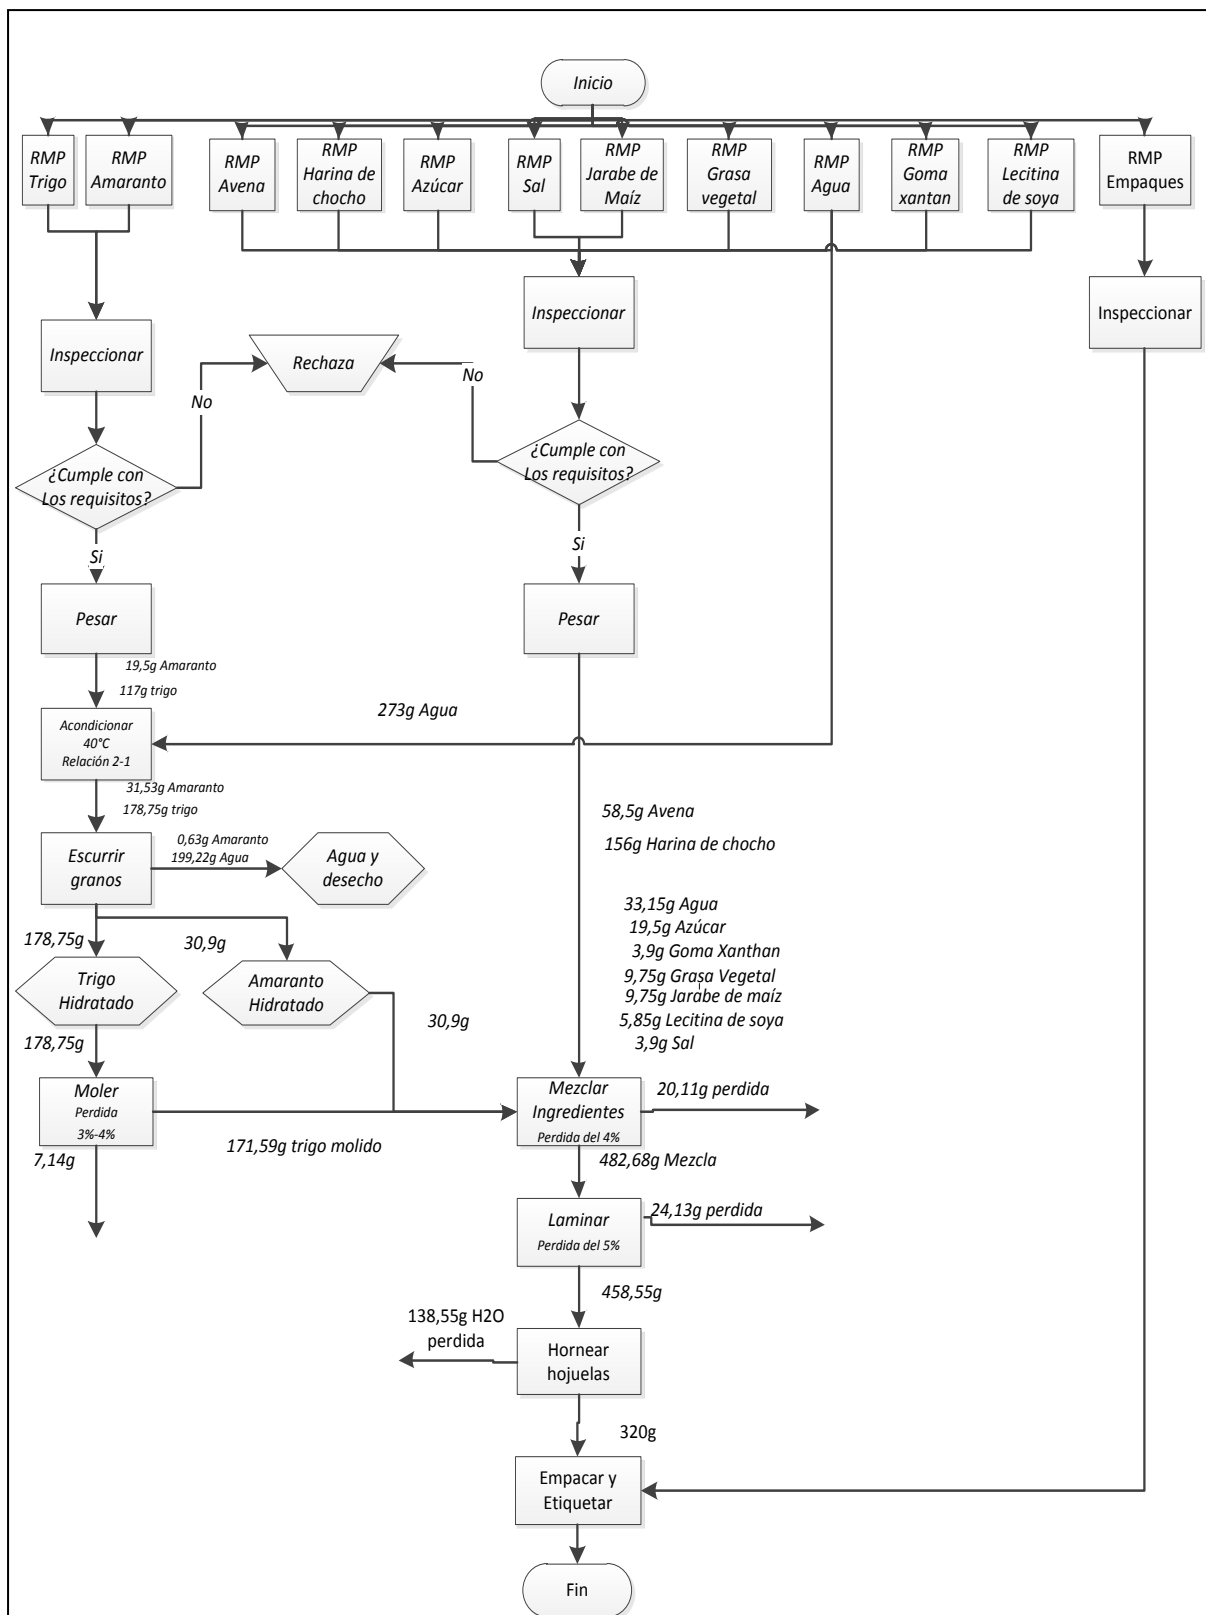 Inicio
RMP
Trigo
RMP
Amaranto
RMP
Avena
RMP
Harina de
chocho
RMP
Azúcar
RMP
Sal
RMP
Jarabe de
Maíz
RMP
Grasa
vegetal
RMP
Agua
RMP
Goma
xantan
RMP
Lecitina
de soya
RMP
Empaques
Inspeccionar
Inspeccionar
Inspeccionar
Rechaza
No
No
¿Cumple con
Los requisitos?
¿Cumple con
Los requisitos?
Si
Si
Pesar
Pesar
19,5g Amaranto
117g trigo
273g Agua
Acondicionar
40°C
Relación 2-1
31,53g Amaranto
178,75g trigo
58,5g Avena
156g Harina de chocho
Escurrir
granos
0,63g Amaranto
199,22g Agua
Agua y
desecho
33,15g Agua
19,5g Azúcar
3,9g Goma Xanthan
9,75g Grasa Vegetal
9,75g Jarabe de maíz
5,85g Lecitina de soya
3,9g Sal
178,75g
30,9g
Trigo
Hidratado
Amaranto
Hidratado
30,9g
178,75g
Moler
Perdida
3%-4%
7,14g
171,59g trigo molido
Mezclar
Ingredientes
Perdida del 4%
20,11g perdida
482,68g Mezcla
Laminar
Perdida del 5%
24,13g perdida
458,55g
138,55g H2O
perdida
Hornear
hojuelas
320g
Empacar y
Etiquetar
Fin